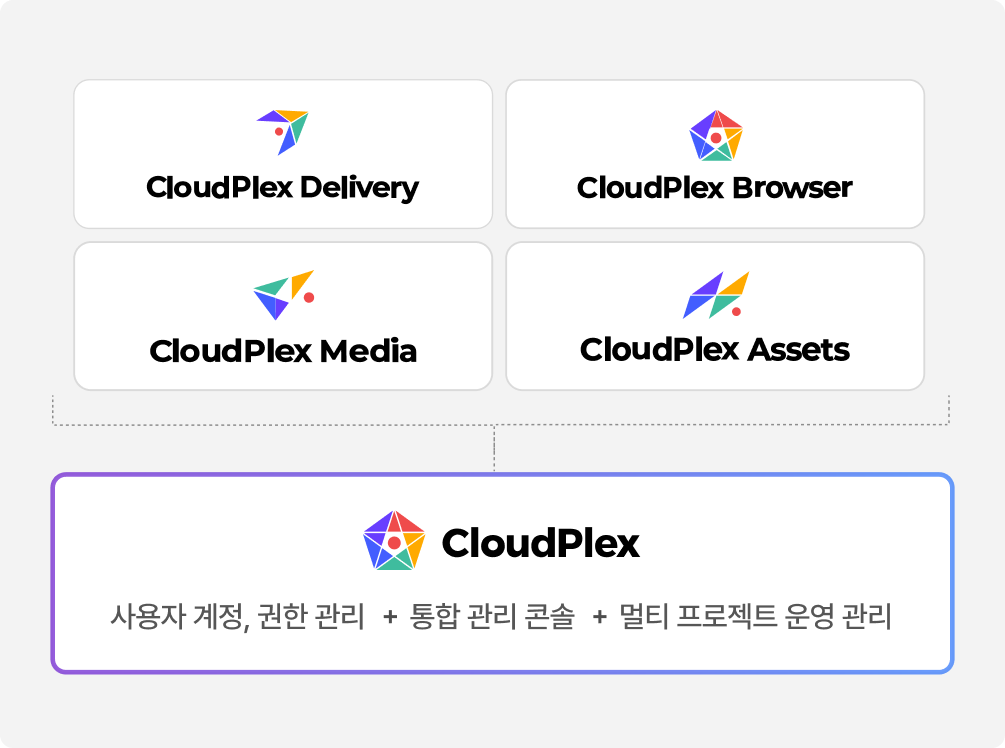 CloudPlex Delivery
CloudPlex Browser
CloudPlex Media
CloudPlex Assets
CloudPlex
사용자 계정, 권한 관리 + 통합 관리 콘솔 + 멀티 프로젝트 운영 관리